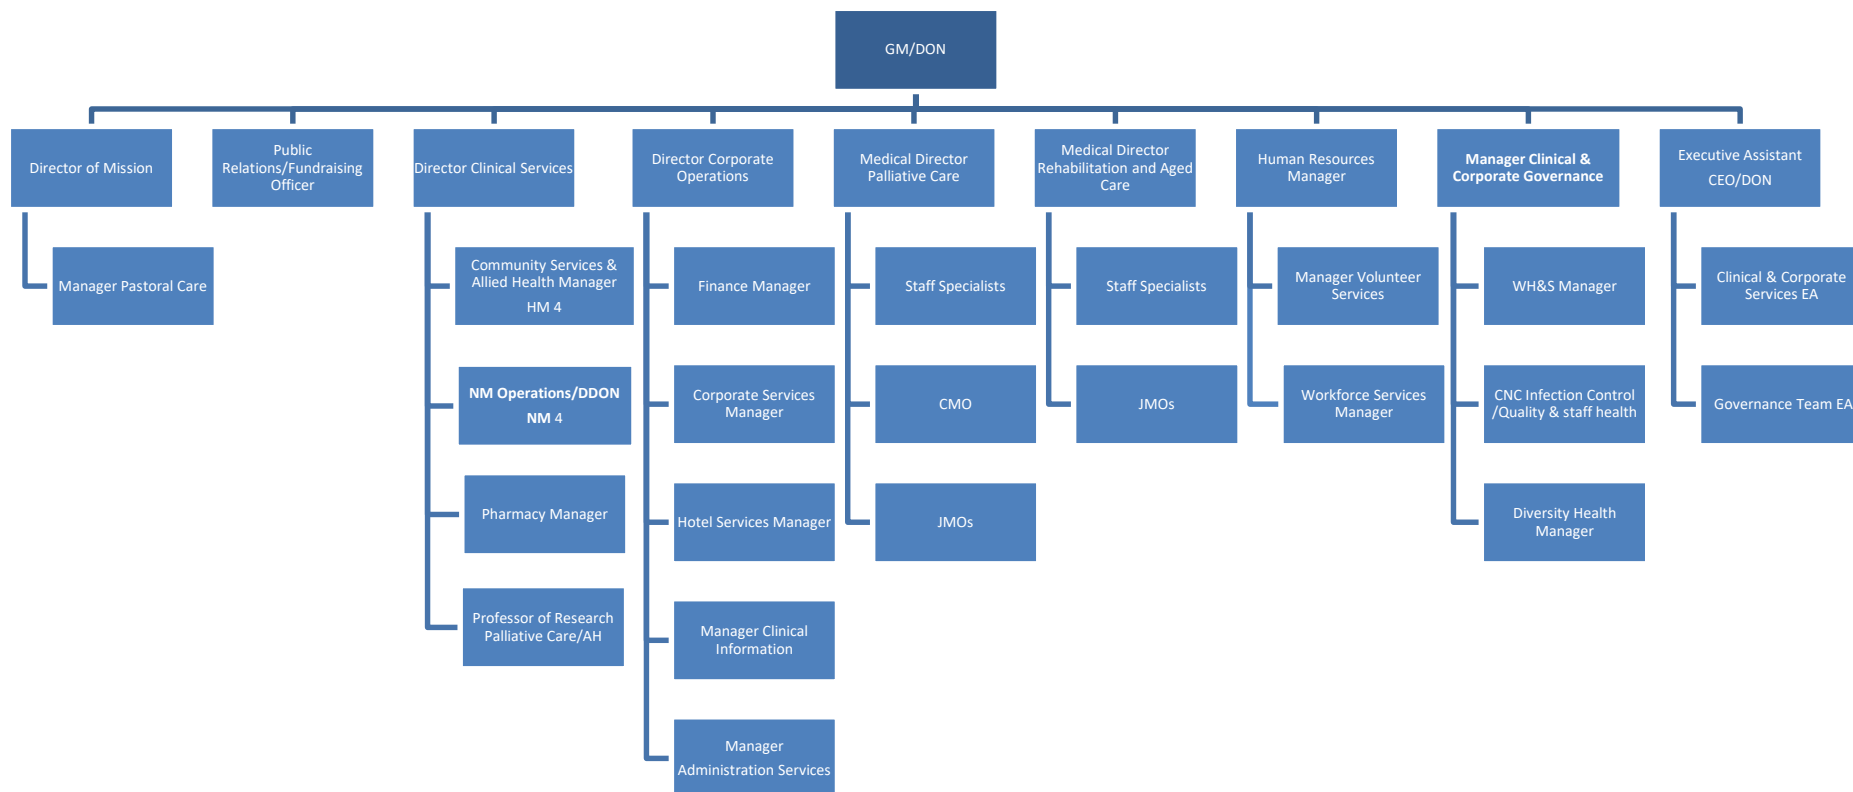 GM/DON
Director of Mission
Public
Relations/Fundraising
Officer
Director Clinical Services
Director Corporate
Operations
Medical Director
Palliative Care
Medical Director
Rehabilitation and Aged
Care
Human Resources
Manager
Manager Clinical &
Corporate Governance
Executive Assistant
CEO/DON
Manager Pastoral Care
Community Services &
Allied Health Manager
HM 4
NM Operations/DDON
NM 4
Pharmacy Manager
Professor of Research
Palliative Care/AH
Finance Manager
Corporate Services
Manager
Hotel Services Manager
Manager Clinical
Information
Manager
Administration Services
Staff Specialists
CMO
JMOs
Staff Specialists
JMOs
Manager Volunteer
Services
Workforce Services
Manager
WH&S Manager
CNC Infection Control
/Quality & staff health
Diversity Health
Manager
Clinical & Corporate
Services EA
Governance Team EA